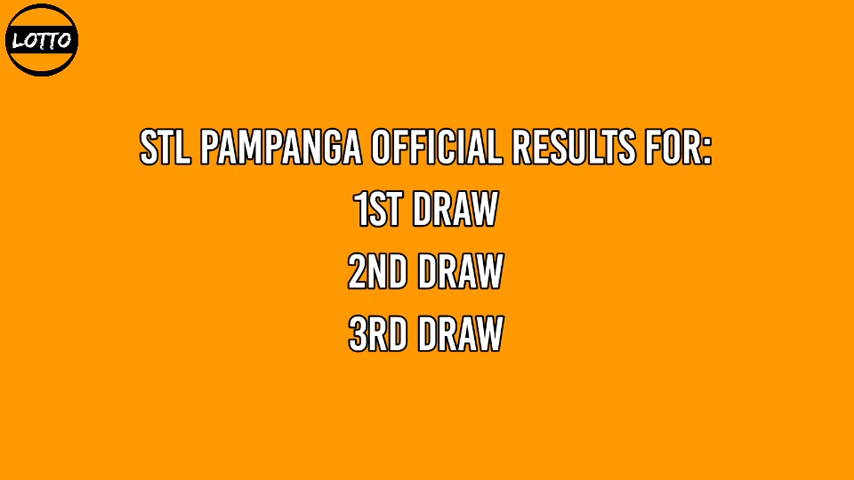 LOTTO
STL PAMPANGA OFFICIAL RESULTS FOR:
1ST DRAW
2ND DRAW
3RD DRAW